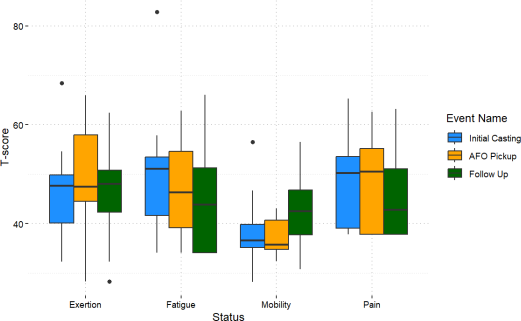 80
60
40
T-score
Exertion Fatigue Mobility Pain
Status
Event Name
Initial Casting
AFO Pickup
Follow Up